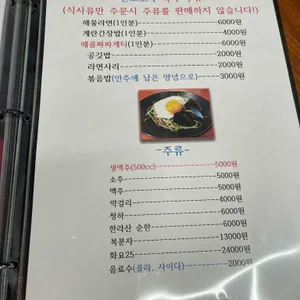 (식사류만 주문시 주류를 판매하지 않습니다!)
해물라면(1인분)------------6000원
계란간장밥(1인분)----------4000원
매콤짜파게티(1인분)--------6000원
공깃밥---------------------2000원
라면사리-------------------2000원
볶음밥(안주에 남은 양념으로)---3000원
-주류-
생맥주(500cc)--------------5000원
소주-----------------------5000원
맥주-----------------------5000원
막걸리---------------------4000원
청하-----------------------6000원
한라산 순한----------------6000원
복분자---------------------13000원
화요25---------------------24000원
음료수(콜라, 사이다)-------2000원